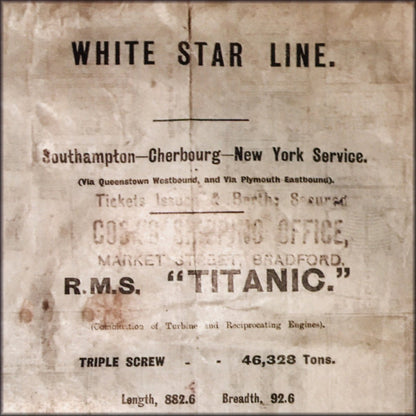 WHITE STAR LINE.
Southampton—Cherbourg—New York Service.
(Via Queenstown Westbound, and Via Plymouth Eastbound).
Tickets Issued & Berths Secured
COOK'S SHIPPING OFFICE,
MARKET STREET, BRADFORD.
R.M.S. "TITANIC."
(Combination of Turbine and Reciprocating Engines).
TRIPLE SCREW - - 46,328 Tons.
Length, 882.6 Breadth, 92.6